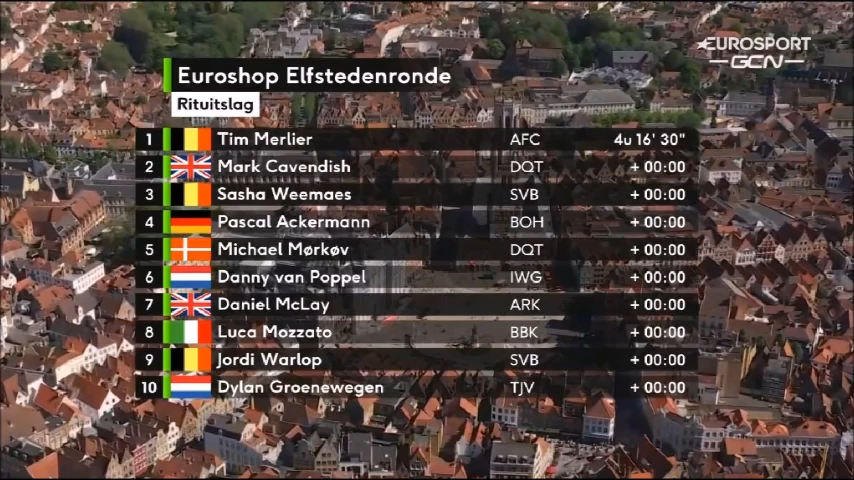 EUROSPORT
GCN
Euroshop Elfstedenronde
Rituitslag
1 Tim Merlier AFC 4u 16' 30"
2 Mark Cavendish DQT + 00:00
3 Sasha Weemaes SVB + 00:00
4 Pascal Ackermann BOH + 00:00
5 Michael Mørkøv DQT + 00:00
6 Danny van Poppel IWG + 00:00
7 Daniel McLay ARK + 00:00
8 Luca Mozzato BBK + 00:00
9 Jordi Warlop SVB + 00:00
10 Dylan Groenewegen TJV + 00:00